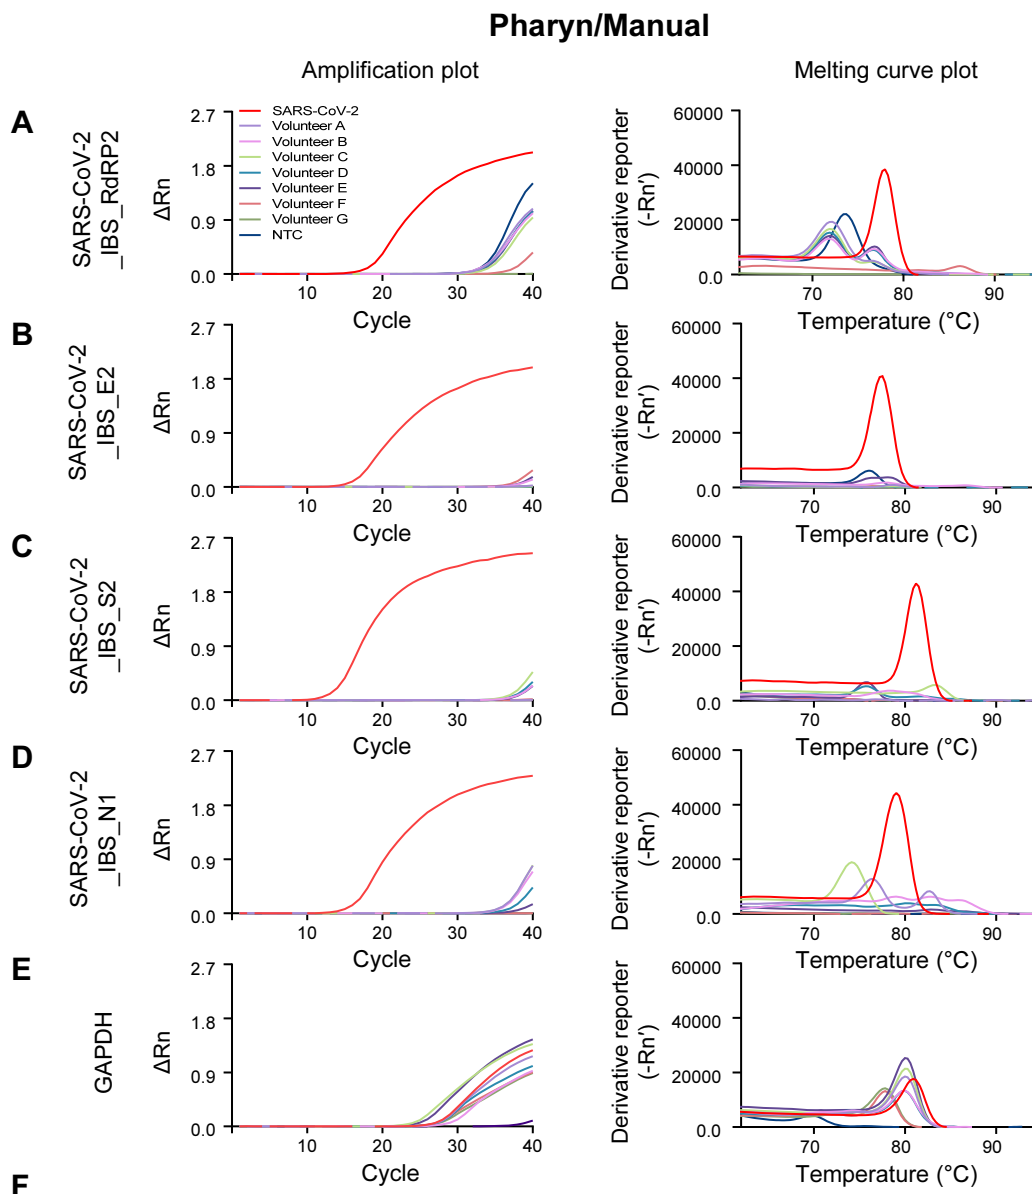 Pharyn/Manual
Amplification plot
Melting curve plot
A
SARS-CoV-2
_IBS_RdRP2
ΔRn
2.7
1.8
0.9
0.0
SARS-CoV-2
Volunteer A
Volunteer B
Volunteer C
Volunteer D
Volunteer E
Volunteer F
Volunteer G
NTC
10 20 30 40
Cycle
Derivative reporter
(-Rn′)
60000
40000
20000
0.0
70 80 90
Temperature (°C)
B
SARS-CoV-2
_IBS_E2
ΔRn
2.7
1.8
0.9
0.0
10 20 30 40
Cycle
Derivative reporter
(-Rn′)
60000
40000
20000
0.0
70 80 90
Temperature (°C)
C
SARS-CoV-2
_IBS_S2
ΔRn
2.7
1.8
0.9
0.0
10 20 30 40
Cycle
Derivative reporter
(-Rn′)
60000
40000
20000
0.0
70 80 90
Temperature (°C)
D
SARS-CoV-2
_IBS_N1
ΔRn
2.7
1.8
0.9
0.0
10 20 30 40
Cycle
Derivative reporter
(-Rn′)
60000
40000
20000
0.0
70 80 90
Temperature (°C)
E
GAPDH
ΔRn
2.7
1.8
0.9
0.0
10 20 30 40
Cycle
Derivative reporter
(-Rn′)
60000
40000
20000
0.0
70 80 90
Temperature (°C)
F